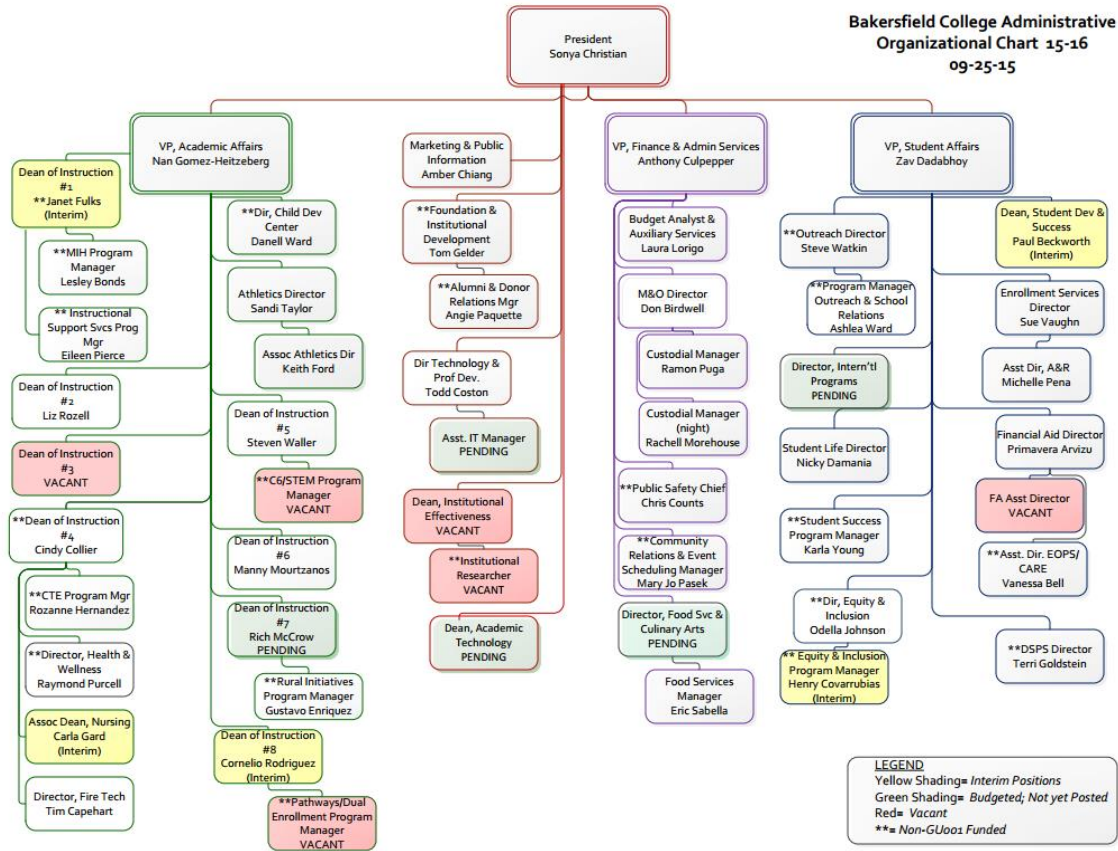 Bakersfield College Administrative
Organizational Chart 15-16
09-25-15
President
Sonya Christian
VP, Academic Affairs
Nan Gomez-Heitzeberg
Dean of Instruction
#1
**Janet Fulks
(Interim)
**MIH Program
Manager
Lesley Bonds
** Instructional
Support Svcs Prog
Mgr
Eileen Pierce
Dean of Instruction
#2
Liz Rozell
Dean of Instruction
#3
VACANT
**Dean of Instruction
#4
Cindy Collier
**CTE Program Mgr
Rozanne Hernandez
**Director, Health &
Wellness
Raymond Purcell
Assoc Dean, Nursing
Carla Gard
(Interim)
Director, Fire Tech
Tim Capehart
**Dir, Child Dev
Center
Danell Ward
Athletics Director
Sandi Taylor
Assoc Athletics Dir
Keith Ford
Dean of Instruction
#5
Steven Waller
**C6/STEM Program
Manager
VACANT
Dean of Instruction
#6
Manny Mourtzanos
Dean of Instruction
#7
Rich McCrow
PENDING
**Rural Initiatives
Program Manager
Gustavo Enriquez
Dean of Instruction
#8
Cornelio Rodriguez
(Interim)
**Pathways/Dual
Enrollment Program
Manager
VACANT
Marketing & Public
Information
Amber Chiang
**Foundation &
Institutional
Development
Tom Gelder
**Alumni & Donor
Relations Mgr
Angie Paquette
Dir Technology &
Prof Dev.
Todd Coston
Asst. IT Manager
PENDING
Dean, Institutional
Effectiveness
VACANT
**Institutional
Researcher
VACANT
Dean, Academic
Technology
PENDING
VP, Finance & Admin Services
Anthony Culpepper
Budget Analyst &
Auxiliary Services
Laura Lorigo
M&O Director
Don Birdwell
Custodial Manager
Ramon Puga
Custodial Manager
(night)
Rachell Morehouse
**Public Safety Chief
Chris Counts
**Community
Relations & Event
Scheduling Manager
Mary Jo Pasek
Director, Food Svc &
Culinary Arts
PENDING
Food Services
Manager
Eric Sabella
VP, Student Affairs
Zav Dadabhoy
**Outreach Director
Steve Watkin
**Program Manager
Outreach & School
Relations
Ashlea Ward
Director, Intern'tl
Programs
PENDING
Student Life Director
Nicky Damania
**Student Success
Program Manager
Karla Young
**Dir, Equity &
Inclusion
Odella Johnson
** Equity & Inclusion
Program Manager
Henry Covarrubias
(Interim)
Dean, Student Dev &
Success
Paul Beckworth
(Interim)
Enrollment Services
Director
Sue Vaughn
Asst Dir, A&R
Michelle Pena
Financial Aid Director
Primavera Arvizu
FA Asst Director
VACANT
**Asst. Dir. EOPS/
CARE
Vanessa Bell
**DSPS Director
Terri Goldstein
LEGEND
Yellow Shading= Interim Positions
Green Shading= Budgeted; Not yet Posted
Red= Vacant
**= Non-GU001 Funded